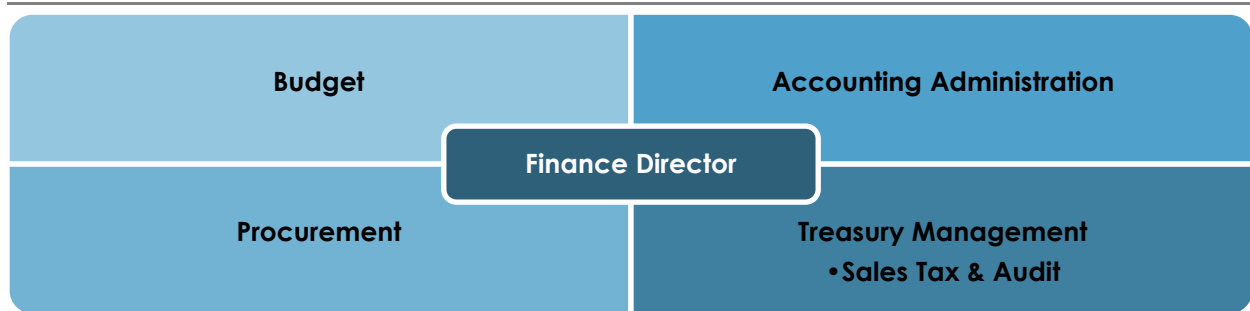 Budget
Accounting Administration
Finance Director
Procurement
Treasury Management
•Sales Tax & Audit